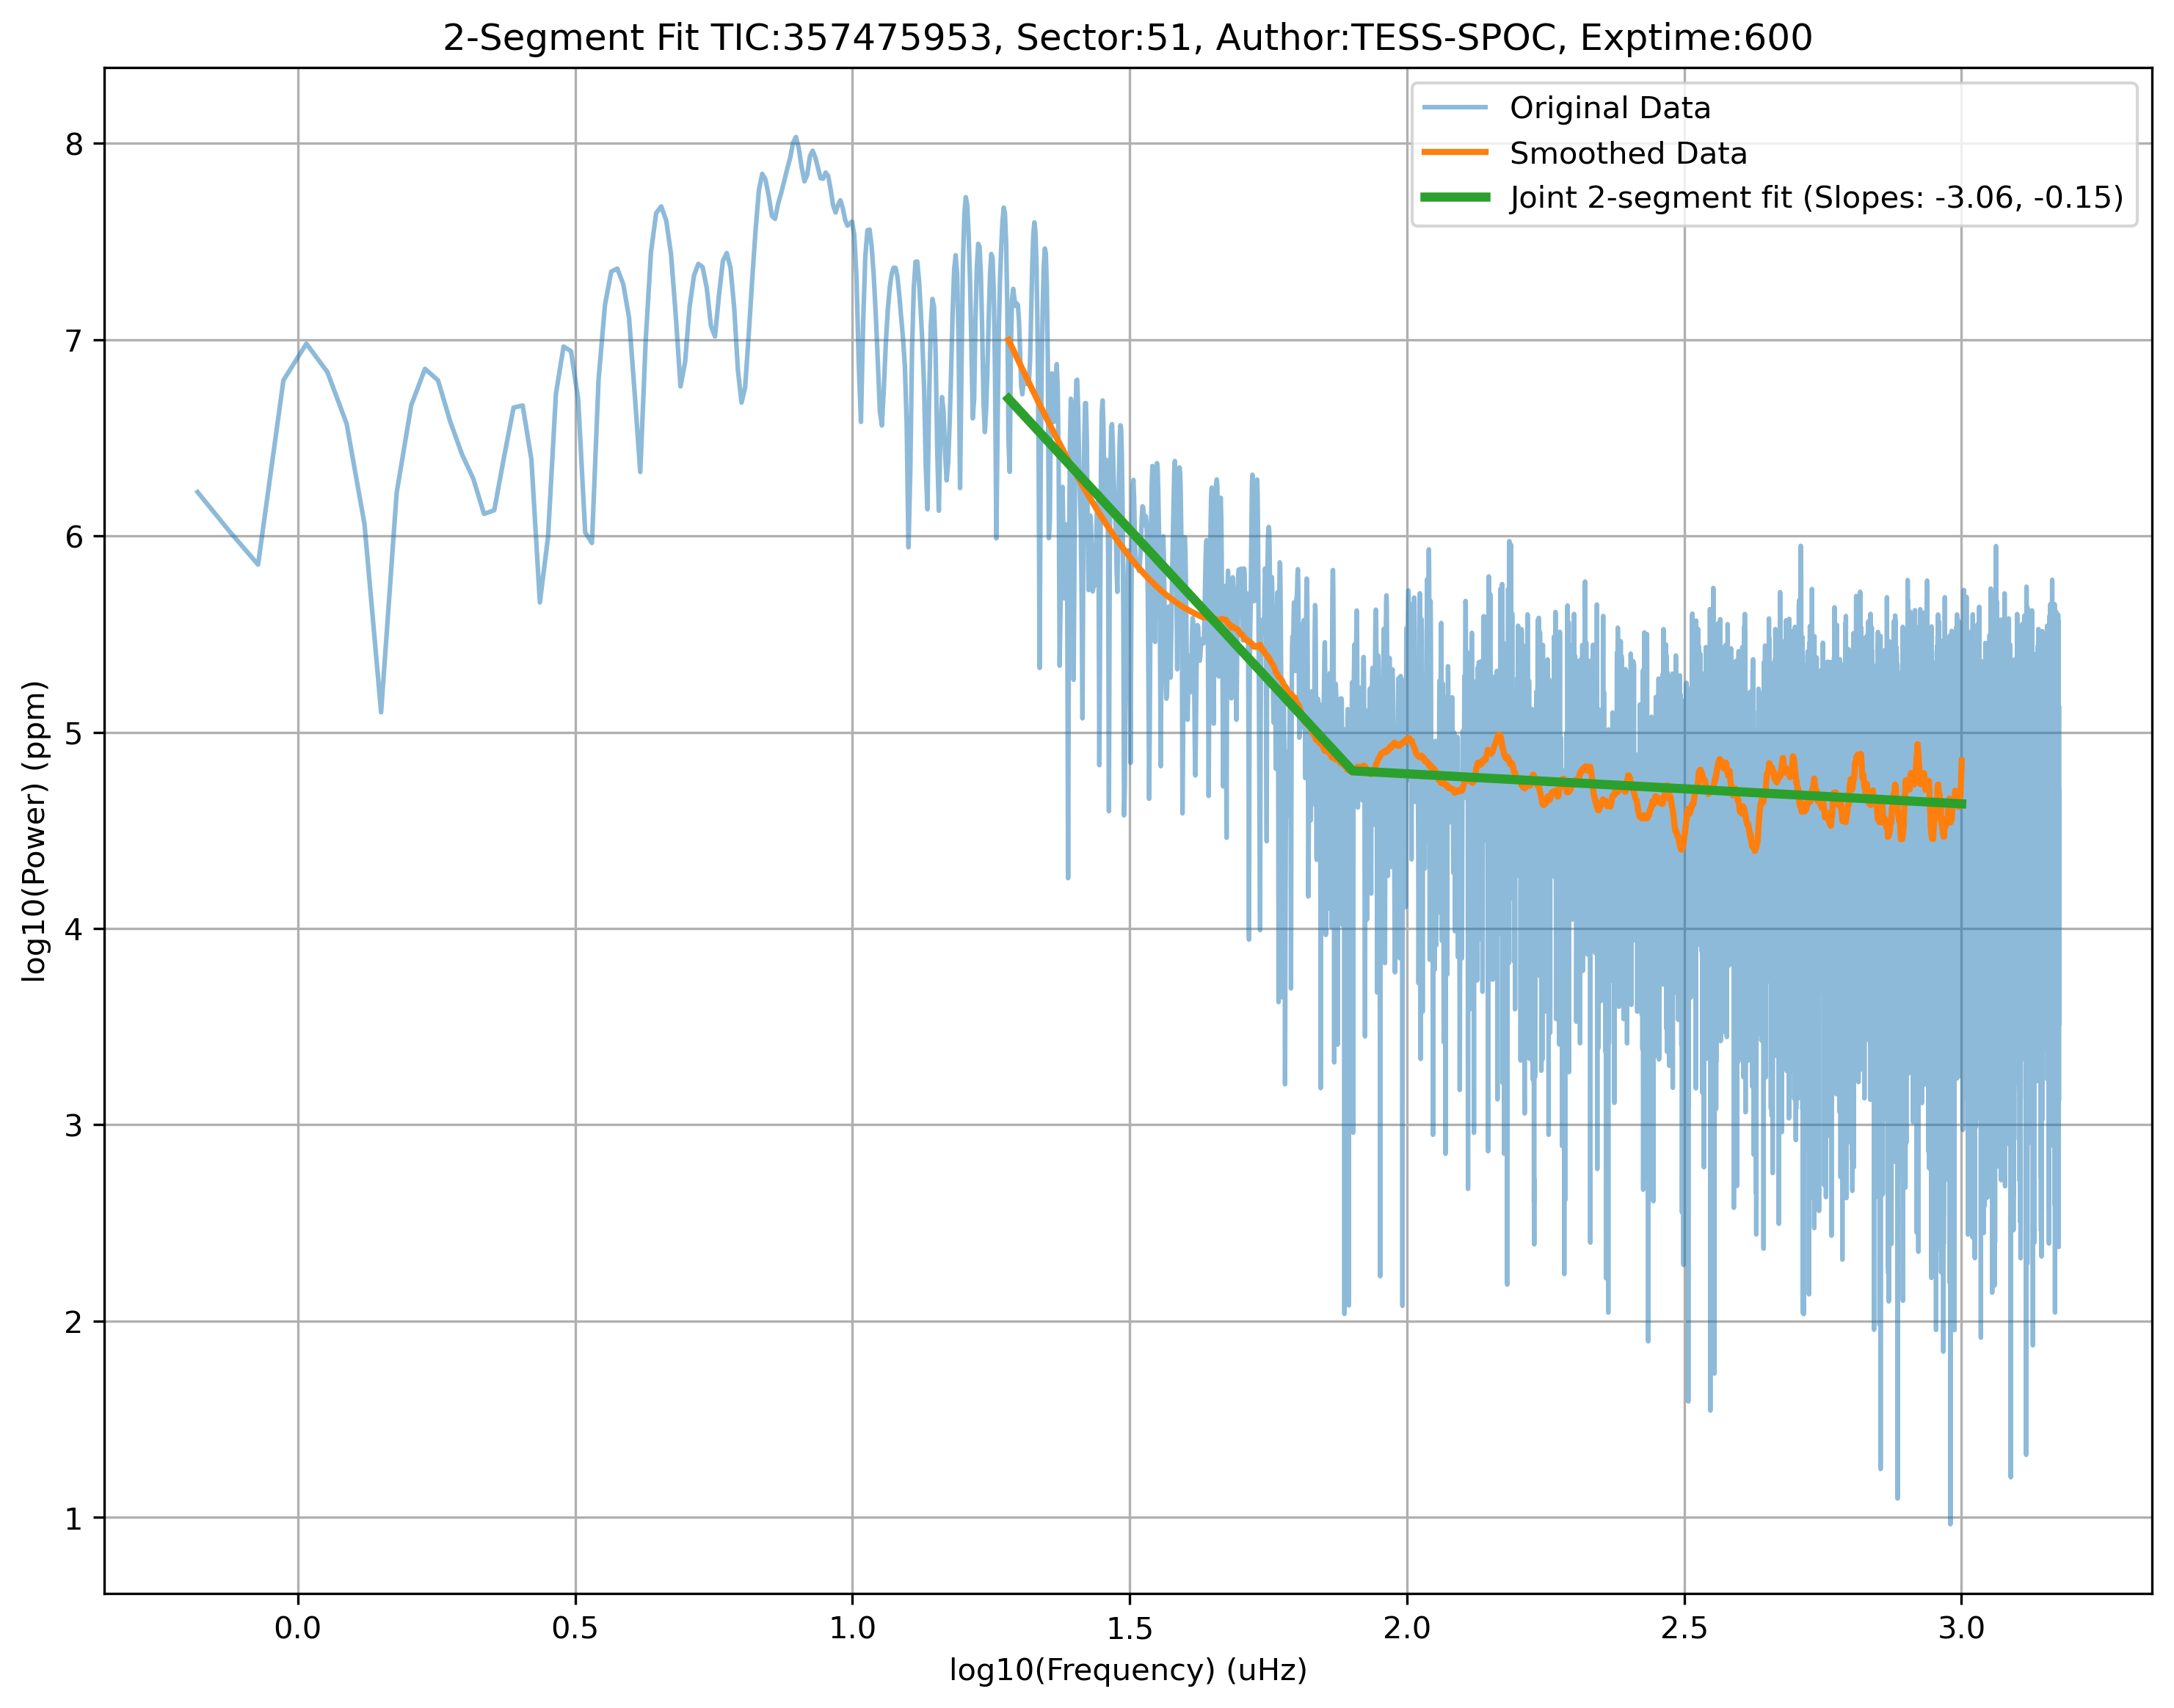 2-Segment Fit TIC:357475953, Sector:51, Author:TESS-SPOC, Exptime:600
Original Data
Smoothed Data
Joint 2-segment fit (Slopes: -3.06, -0.15)
log10(Power) (ppm)
8
7
6
5
4
3
2
1
0.0 0.5 1.0 1.5 2.0 2.5 3.0
log10(Frequency) (uHz)